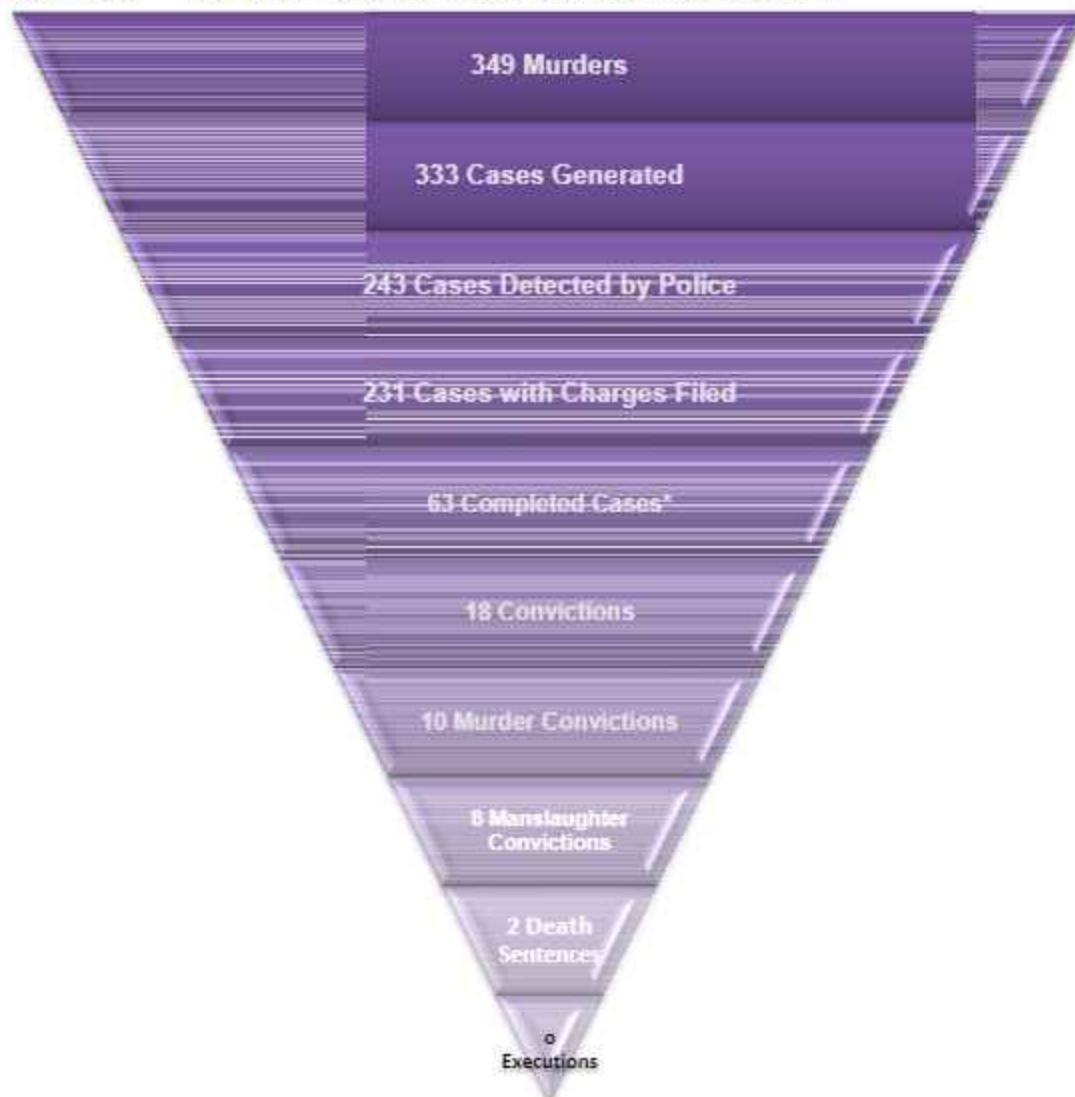 349 Murders
333 Cases Generated
243 Cases Detected by Police
231 Cases with Charges Filed
63 Completed Cases*
18 Convictions
10 Murder Convictions
8 Manslaughter
Convictions
2 Death
Sentences
0
Executions